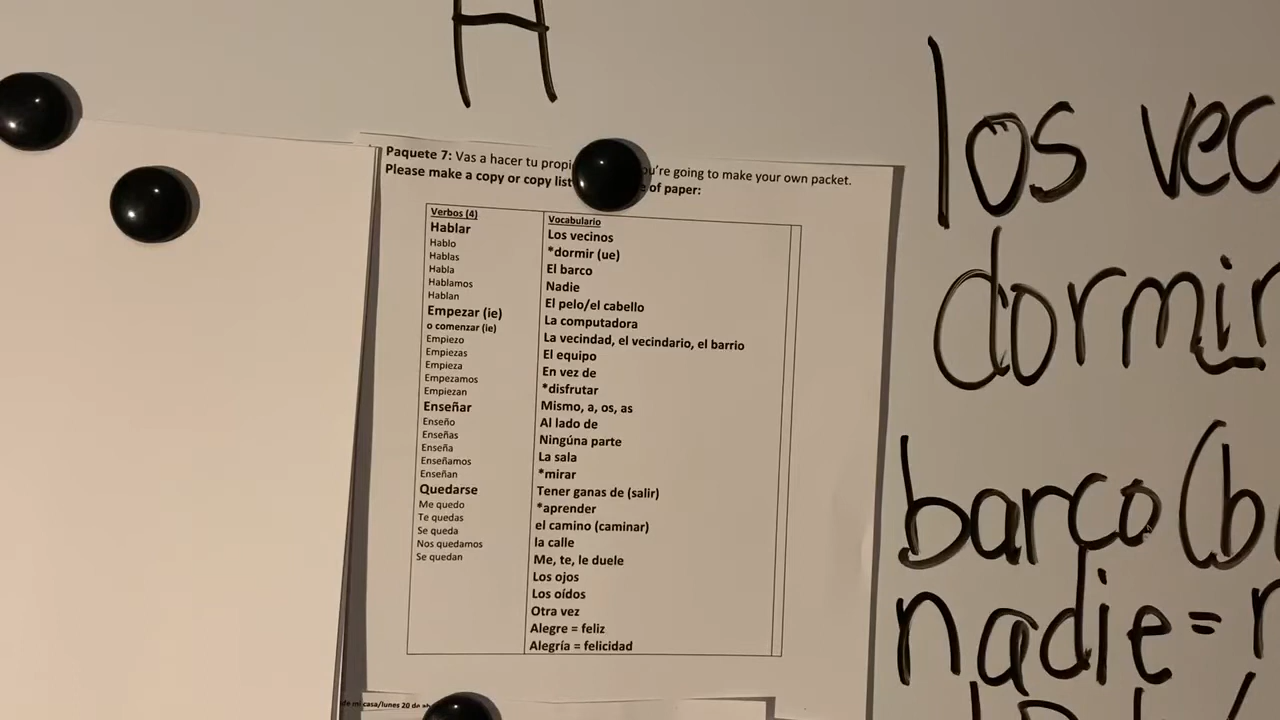 H
Paquete 7: Vas a hacer tu You're going to make your own packet.
Please make a copy or copy list of paper:
Verbos (4)
Hablar
Hablo
Hablas
Habla
Hablamos
Hablan
Empezar (ie)
o comenzar (ie)
Empiezo
Empiezas
Empieza
Empezamos
Empiezan
Enseñar
Enseño
Enseñas
Enseña
Enseñamos
Enseñan
Quedarse
Me quedo
Te quedas
Se queda
Nos quedamos
Se quedan
Vocabulario
Los vecinos
*dormir (ue)
El barco
Nadie
El pelo/el cabello
La computadora
La vecindad, el vecindario, el barrio
El equipo
En vez de
*disfrutar
Mismo, a, os, as
Al lado de
Ningúna parte
La sala
*mirar
Tener ganas de (salir)
*aprender
el camino (caminar)
la calle
Me, te, le duele
Los ojos
Los oídos
Otra vez
Alegre = feliz
Alegría = felicidad
casa/lunes 20 de
los vec
dormir
barco (b
nadie =